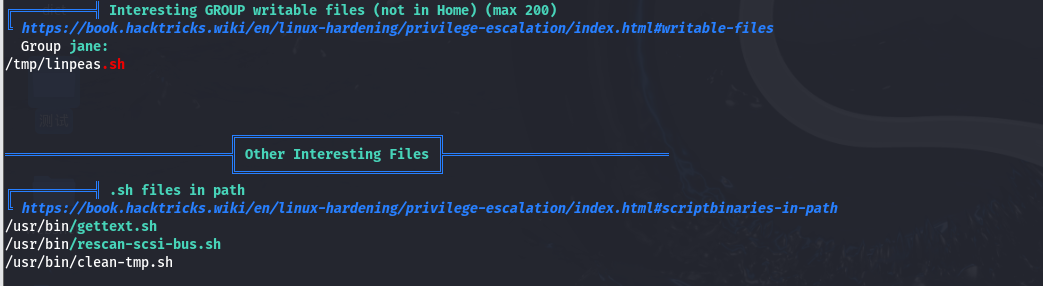 Interesting GROUP writable files (not in Home) (max 200)
https://book.hacktricks.wiki/en/linux-hardening/privilege-escalation/index.html#writable-files
Group jane:
/tmp/linpeas.sh
测试
Other Interesting Files
.sh files in path
https://book.hacktricks.wiki/en/linux-hardening/privilege-escalation/index.html#scriptbinaries-in-path
/usr/bin/gettext.sh
/usr/bin/rescan-scsi-bus.sh
/usr/bin/clean-tmp.sh